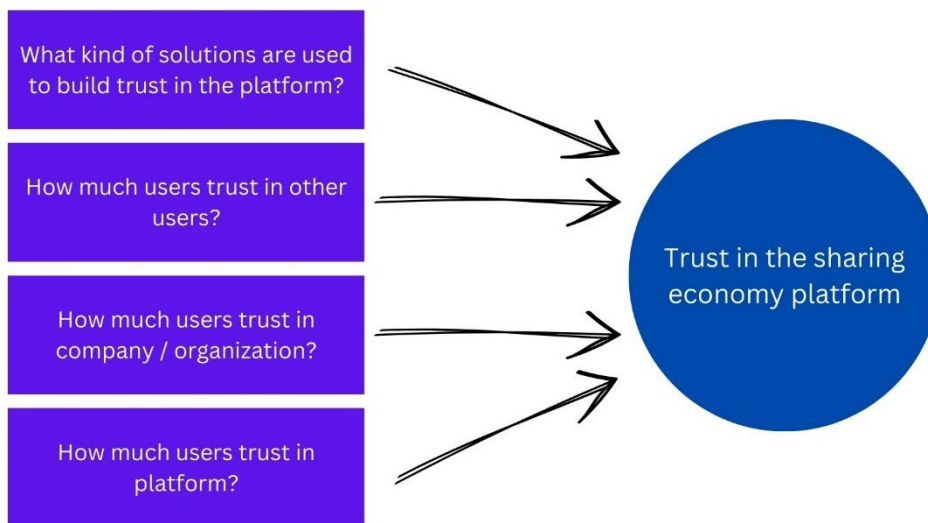 What kind of solutions are used
to build trust in the platform?
How much users trust in other
users?
How much users trust in
company / organization?
How much users trust in
platform?
Trust in the sharing
economy platform